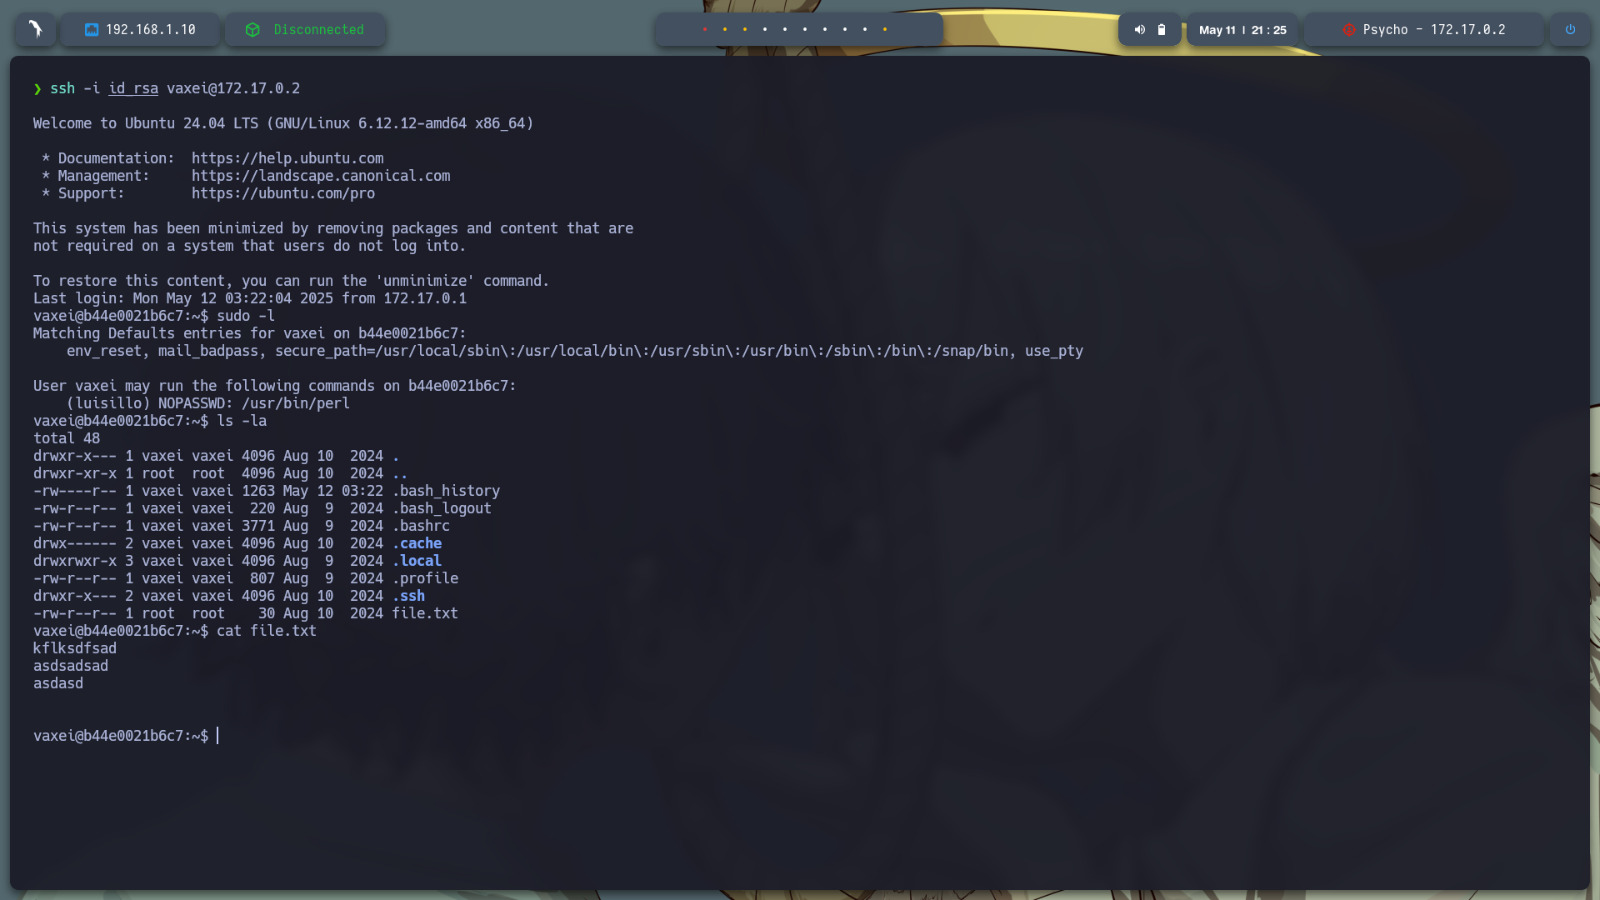 192.168.1.10 Disconnected May 11 | 21:25 Psycho - 172.17.0.2
❯ ssh -i id_rsa vaxei@172.17.0.2
Welcome to Ubuntu 24.04 LTS (GNU/Linux 6.12.12-amd64 x86_64)
* Documentation: https://help.ubuntu.com
* Management: https://landscape.canonical.com
* Support: https://ubuntu.com/pro
This system has been minimized by removing packages and content that are
not required on a system that users do not log into.
To restore this content, you can run the 'unminimize' command.
Last login: Mon May 12 03:22:04 2025 from 172.17.0.1
vaxei@b44e0021b6c7:~$ sudo -l
Matching Defaults entries for vaxei on b44e0021b6c7:
env_reset, mail_badpass, secure_path=/usr/local/sbin\:/usr/local/bin\:/usr/sbin\:/usr/bin\:/sbin\:/bin\:/snap/bin, use_pty
User vaxei may run the following commands on b44e0021b6c7:
(luisillo) NOPASSWD: /usr/bin/perl
vaxei@b44e0021b6c7:~$ ls -la
total 48
drwxr-x--- 1 vaxei vaxei 4096 Aug 10 2024 .
drwxr-xr-x 1 root root 4096 Aug 10 2024 ..
-rw----r-- 1 vaxei vaxei 1263 May 12 03:22 .bash_history
-rw-r--r-- 1 vaxei vaxei 220 Aug 9 2024 .bash_logout
-rw-r--r-- 1 vaxei vaxei 3771 Aug 9 2024 .bashrc
drwx------ 2 vaxei vaxei 4096 Aug 10 2024 .cache
drwxrwxr-x 3 vaxei vaxei 4096 Aug 9 2024 .local
-rw-r--r-- 1 vaxei vaxei 807 Aug 9 2024 .profile
drwxr-x--- 2 vaxei vaxei 4096 Aug 10 2024 .ssh
-rw-r--r-- 1 root root 30 Aug 10 2024 file.txt
vaxei@b44e0021b6c7:~$ cat file.txt
kflksdfsad
asdsadsad
asdasd
vaxei@b44e0021b6c7:~$